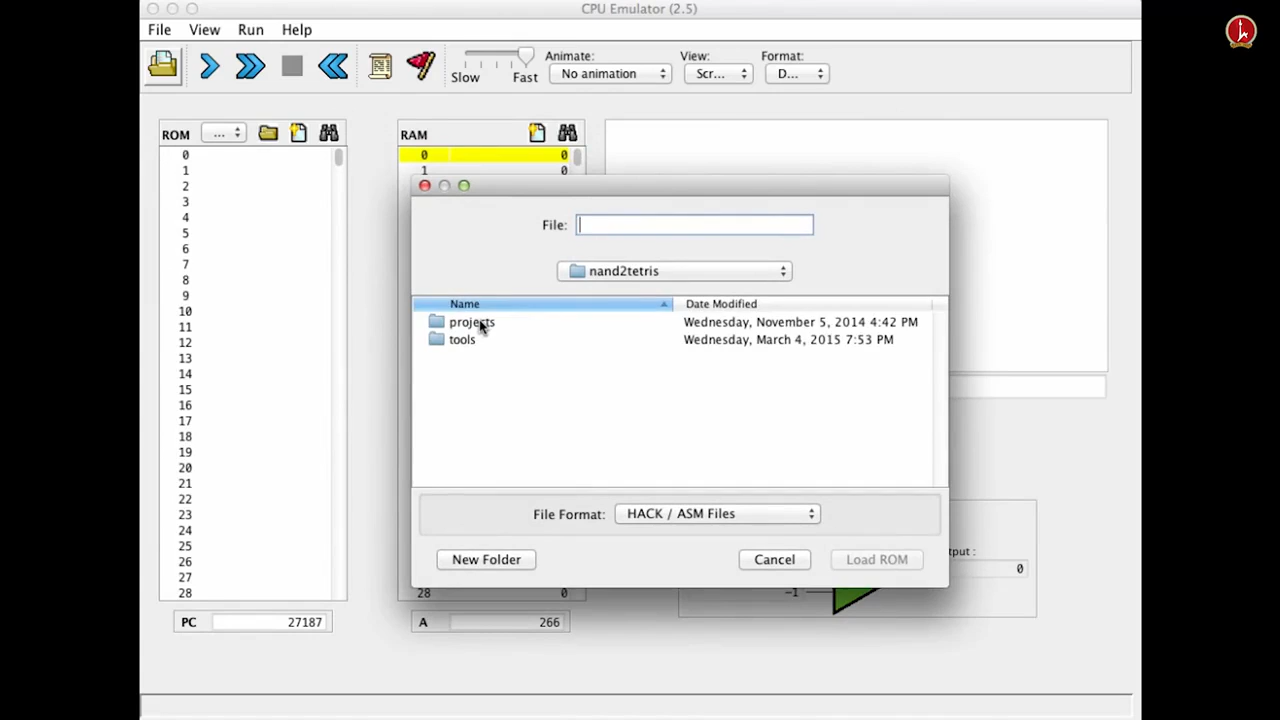 CPU Emulator (2.5)
File View Run Help
Animate: View: Format:
Slow Fast No animation Scr... D...
ROM ... RAM
0 0 0
1 1 0
2
3
4
File:
5
6
7
nand2tetris
8
9
Name Date Modified
10
projects Wednesday, November 5, 2014 4:42 PM
11
tools Wednesday, March 4, 2015 7:53 PM
12
13
14
15
16
17
18
19
20
21
22
23
File Format: HACK / ASM Files
24
25
26
New Folder Cancel Load ROM
tput :
0
27
28 28 0 -1
PC 27187 A 266